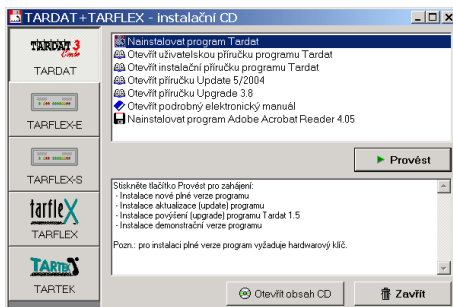 TARDAT+TARFLEX - instalační CD
TARDAT 3
Combi
TARDAT
TARFLEX-E
TARFLEX-S
tarfleX
TARFLEX
TARTEK
TARTEK
Nainstalovat program Tardat
Otevřít uživatelskou příručku programu Tardat
Otevřít instalační příručku programu Tardat
Otevřít příručku Update 5/2004
Otevřít příručku Upgrade 3.8
Otevřít podrobný elektronický manuál
Nainstalovat program Adobe Acrobat Reader 4.05
Provést
Stiskněte tlačítko Provést pro zahájení:
- Instalace nové plné verze programu
- Instalace aktualizace (update) programu
- Instalace povýšení (upgrade) programu Tardat 1.5
- Instalace demonstrační verze programu
Pozn.: pro instalaci plné verze program vyžaduje hardwarový klíč.
Otevřít obsah CD
Zavřít